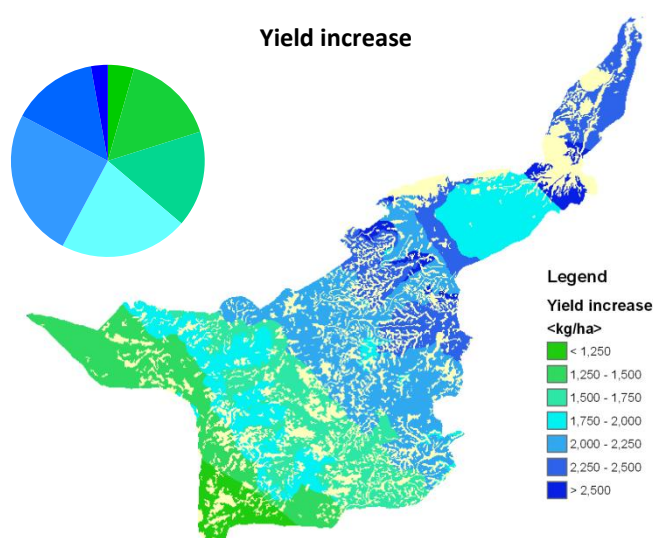 Yield increase
Legend
Yield increase
<kg/ha>
< 1,250
1,250 - 1,500
1,500 - 1,750
1,750 - 2,000
2,000 - 2,250
2,250 - 2,500
> 2,500